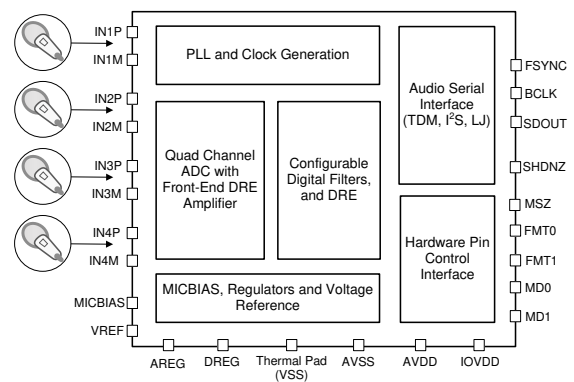 IN1P
IN1M
IN2P
IN2M
IN3P
IN3M
IN4P
IN4M
MICBIAS
VREF
PLL and Clock Generation
Quad Channel
ADC with
Front-End DRE
Amplifier
Configurable
Digital Filters,
and DRE
MICBIAS, Regulators and Voltage
Reference
Audio Serial
Interface
(TDM, I²S, LJ)
Hardware Pin
Control
Interface
FSYNC
BCLK
SDOUT
SHDNZ
MSZ
FMT0
FMT1
MD0
MD1
AREG
DREG
Thermal Pad
(VSS)
AVSS
AVDD
IOVDD